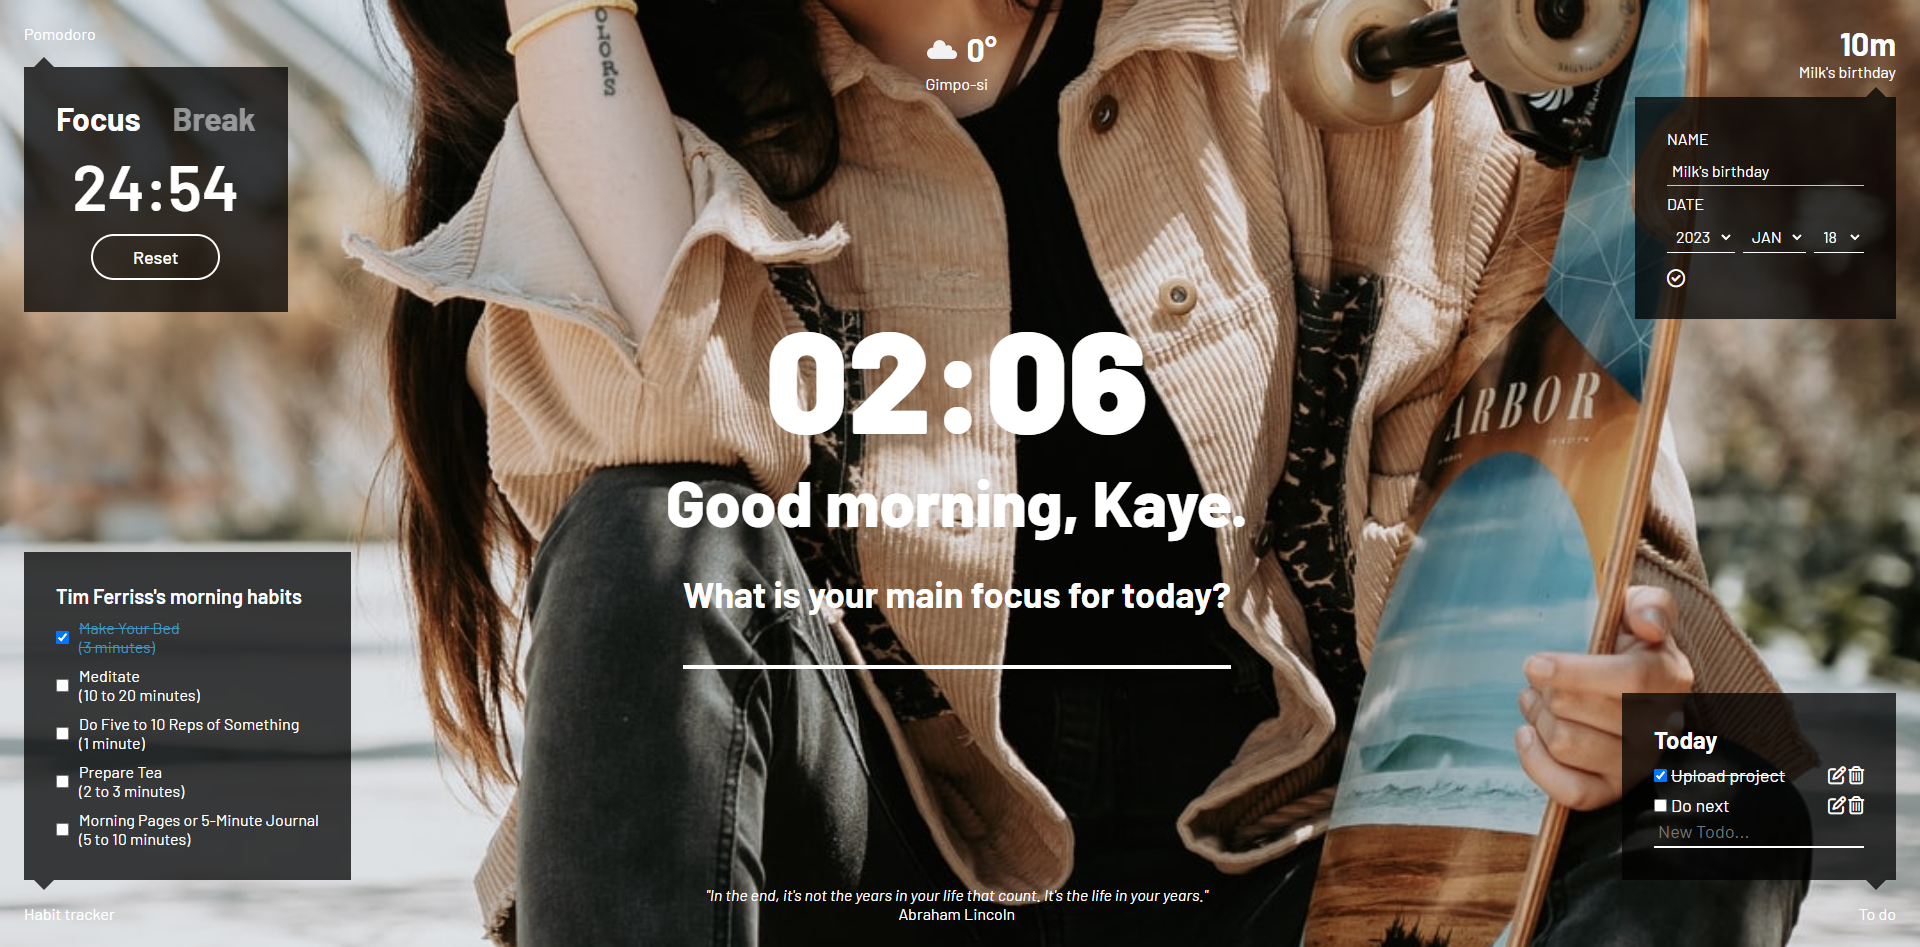 Pomodoro
Focus Break
24:54
Reset
COLORS
0°
Gimpo-si
10m
Milk's birthday
NAME
Milk's birthday
DATE
2023 JAN 18
ARBOR
02:06
Good morning, Kaye.
What is your main focus for today?
Tim Ferriss's morning habits
Make Your Bed
(3 minutes)
Meditate
(10 to 20 minutes)
Do Five to 10 Reps of Something
(1 minute)
Prepare Tea
(2 to 3 minutes)
Morning Pages or 5-Minute Journal
(5 to 10 minutes)
Habit tracker
Today
Upload project
Do next
New Todo...
To do
"In the end, it's not the years in your life that count. It's the life in your years."
Abraham Lincoln